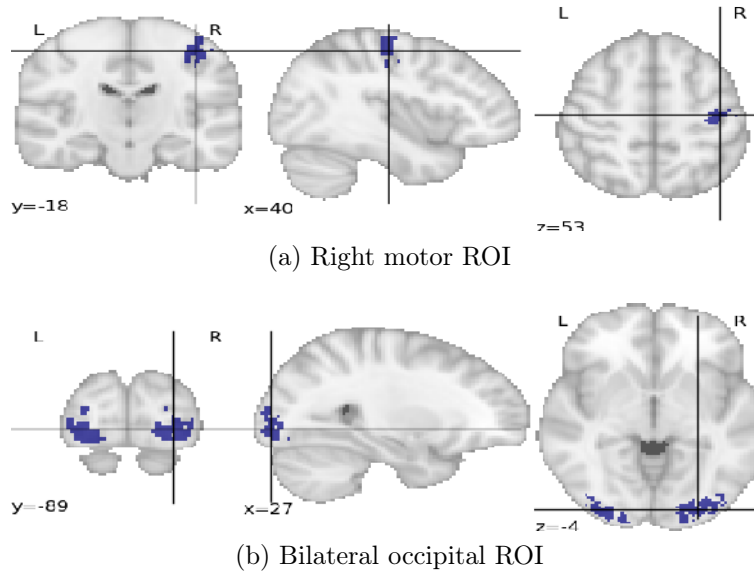 L R R L
y=-18 x=40 z=53
(a) Right motor ROI
L R L R
y=-89 x=27 z=-4
(b) Bilateral occipital ROI